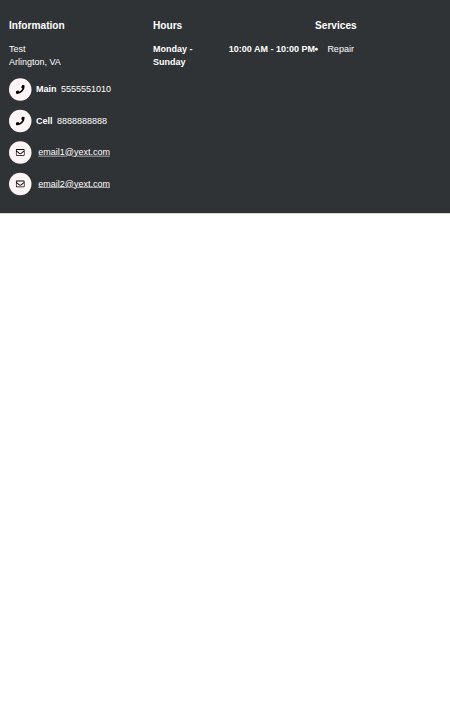 Information
Test
Arlington, VA
Main 5555551010
Cell 8888888888
email1@yext.com
email2@yext.com
Hours
Monday - 10:00 AM - 10:00 PM
Sunday
Services
• Repair